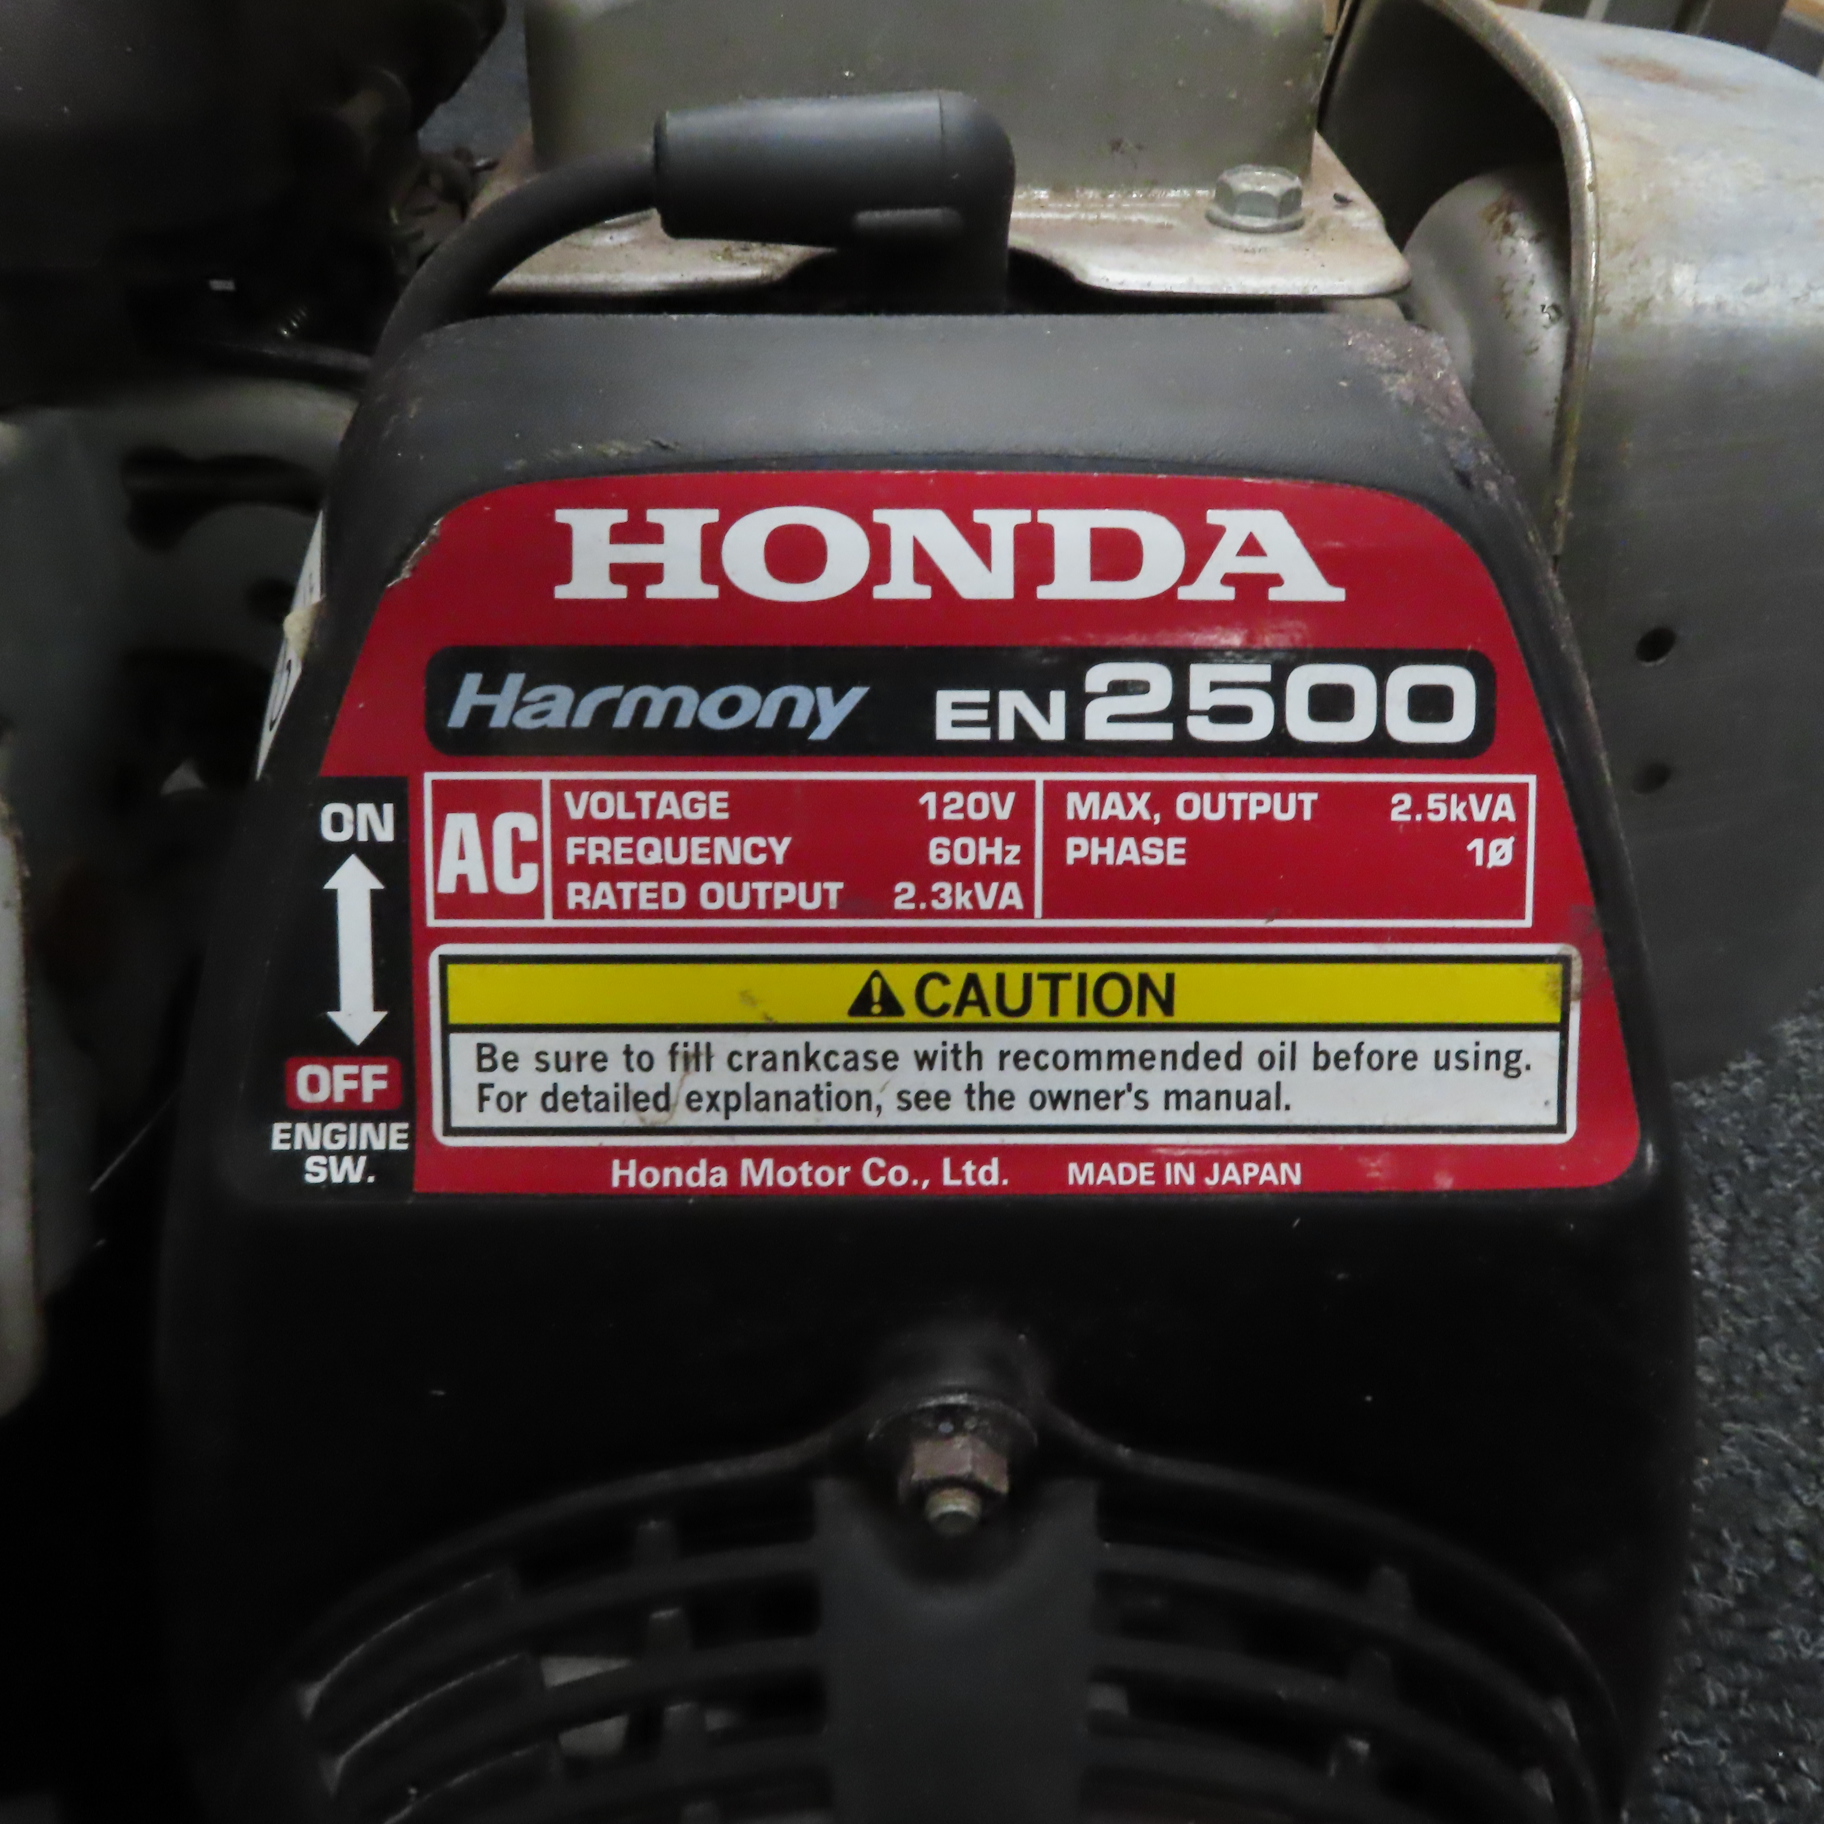 HONDA
Harmony EN2500
ON
OFF
ENGINE
SW.
AC
VOLTAGE 120V
FREQUENCY 60Hz
RATED OUTPUT 2.3kVA
MAX, OUTPUT 2.5kVA
PHASE 1Ø
CAUTION
Be sure to fill crankcase with recommended oil before using.
For detailed explanation, see the owner's manual.
Honda Motor Co., Ltd. MADE IN JAPAN